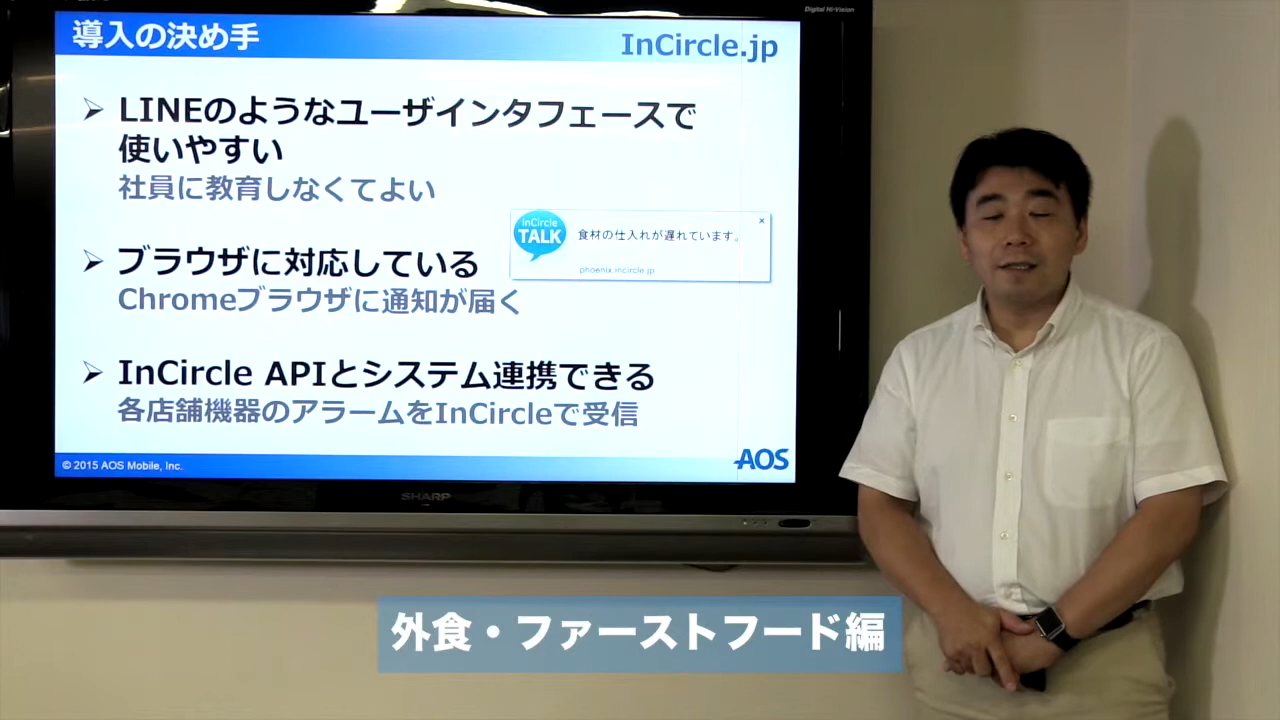 Digital Hi-Vision
導入の決め手
InCircle.jp
LINEのようなユーザインタフェースで
使いやすい
社員に教育しなくてよい
InCircle
TALK
食材の仕入れが遅れています。
×
phoenix.incircle.jp
ブラウザに対応している
Chromeブラウザに通知が届く
InCircle APIとシステム連携できる
各店舗機器のアラームをInCircleで受信
© 2015 AOS Mobile, Inc.
AOS
SHARP
外食・ファーストフード編